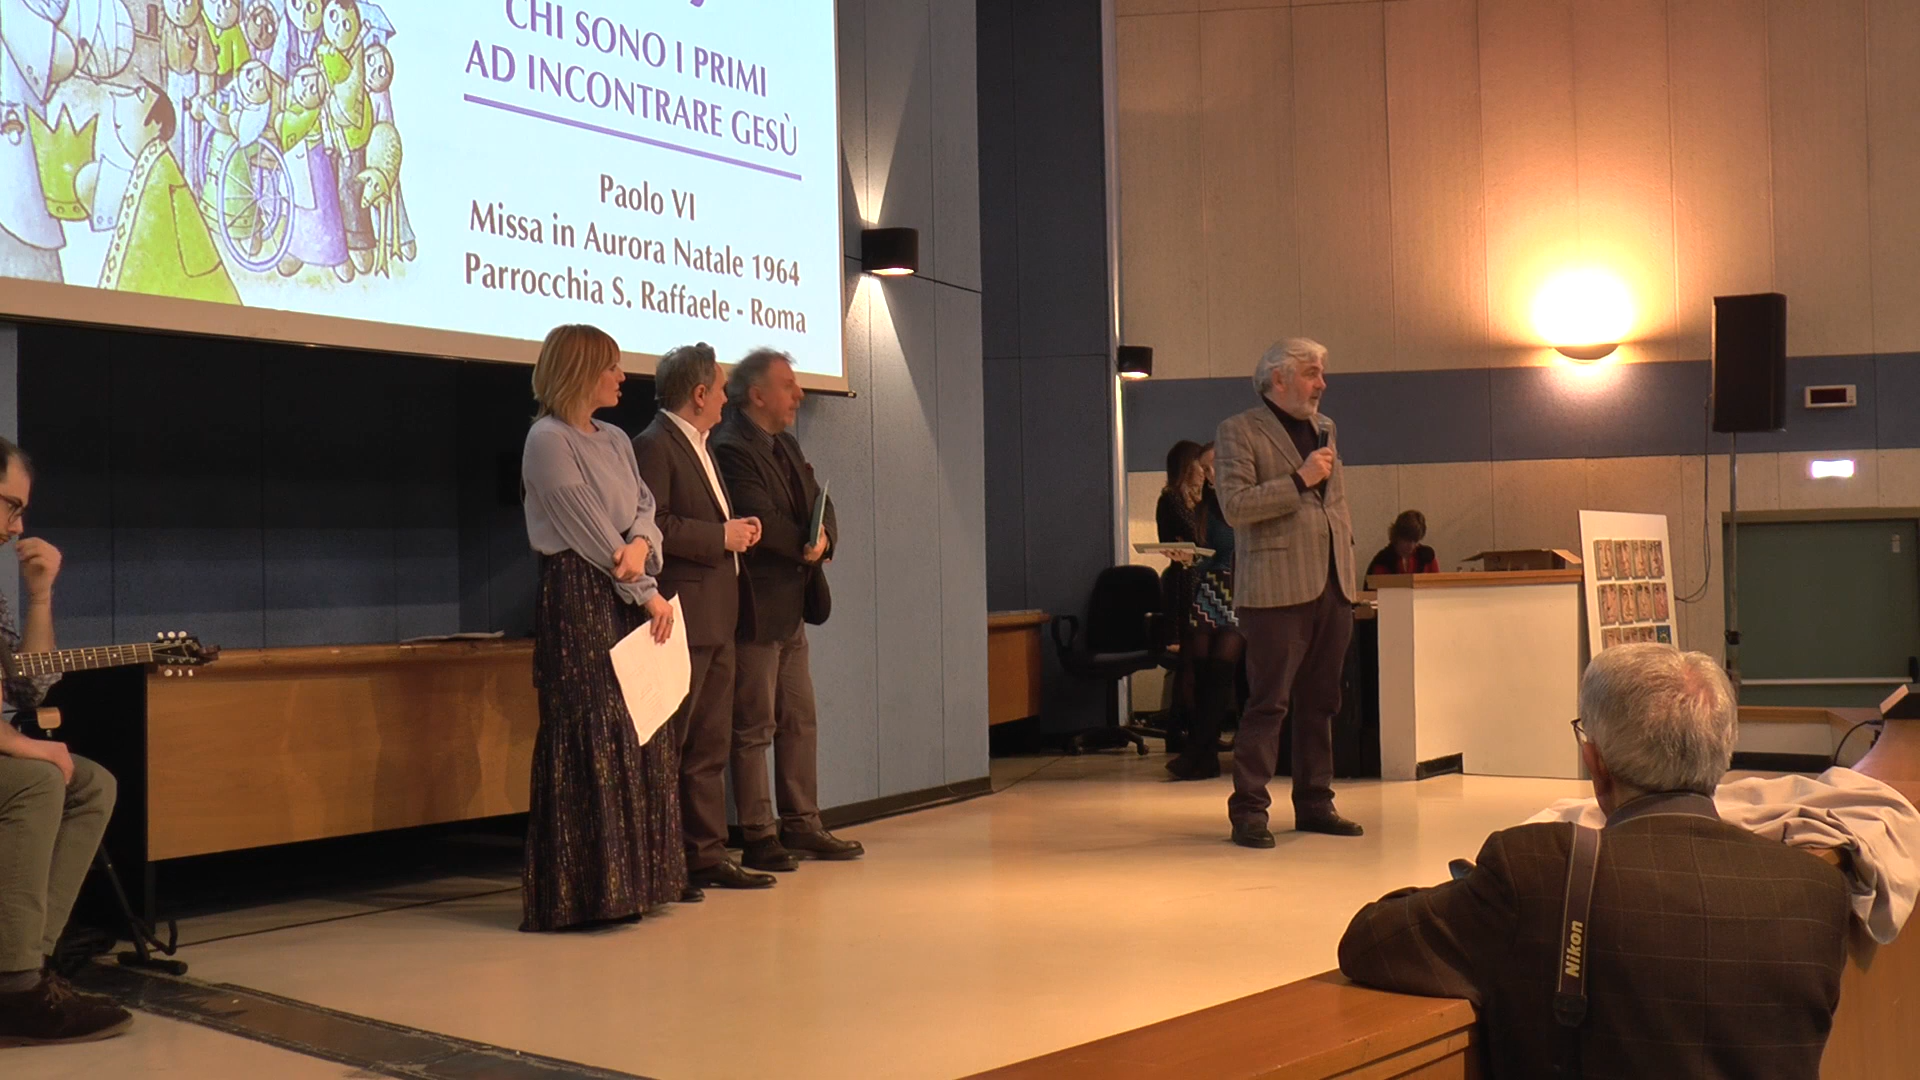 CHI SONO I PRIMI
AD INCONTRARE GESÙ
Paolo VI
Missa in Aurora Natale 1964
Parrocchia S. Raffaele - Roma
Nikon